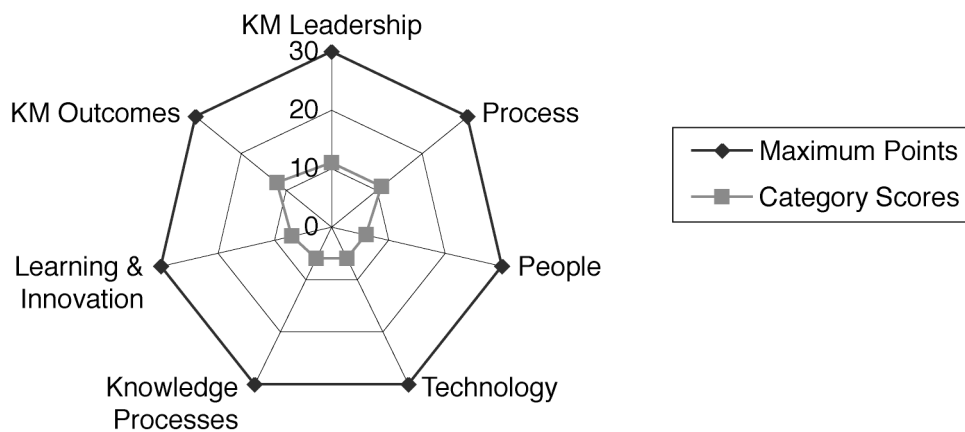 KM Leadership
30
KM Outcomes
Process
20
Maximum Points
10
Category Scores
0
Learning &
Innovation
People
Knowledge
Processes
Technology